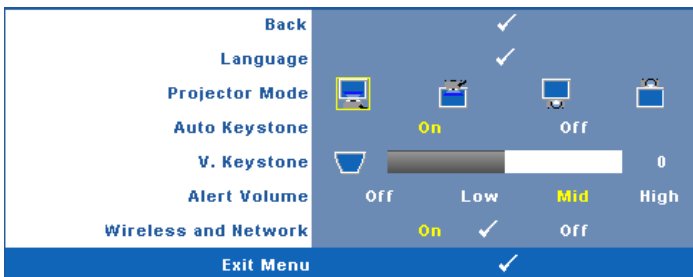 Back
Language
Projector Mode
Auto Keystone On Off
V. Keystone 0
Alert Volume Off Low Mid High
Wireless and Network On Off
Exit Menu